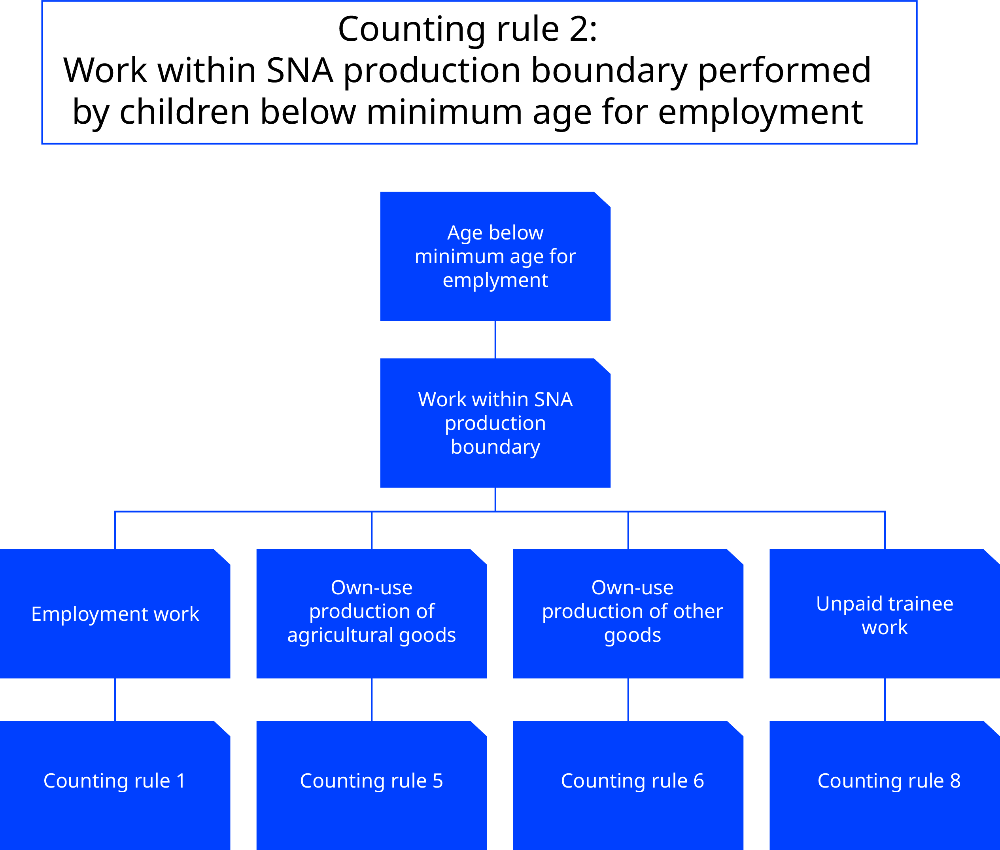 Counting rule 2:
Work within SNA production boundary performed
by children below minimum age for employment
Age below
minimum age for
emplyment
Work within SNA
production
boundary
Employment work
Own-use
production of
agricultural goods
Own-use
production of other
goods
Unpaid trainee
work
Counting rule 1
Counting rule 5
Counting rule 6
Counting rule 8